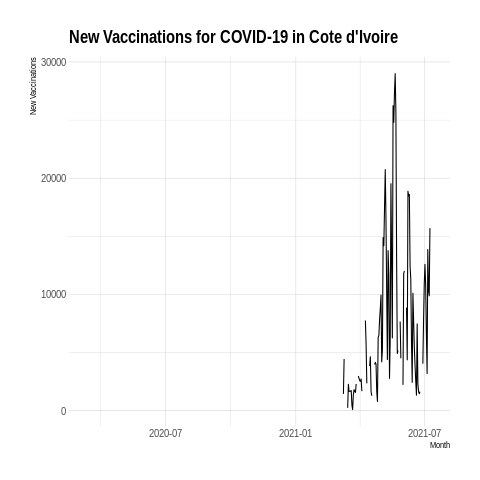 New Vaccinations for COVID-19 in Cote d'Ivoire
New Vaccinations
30000
20000
10000
0
2020-07
2021-01
2021-07
Month